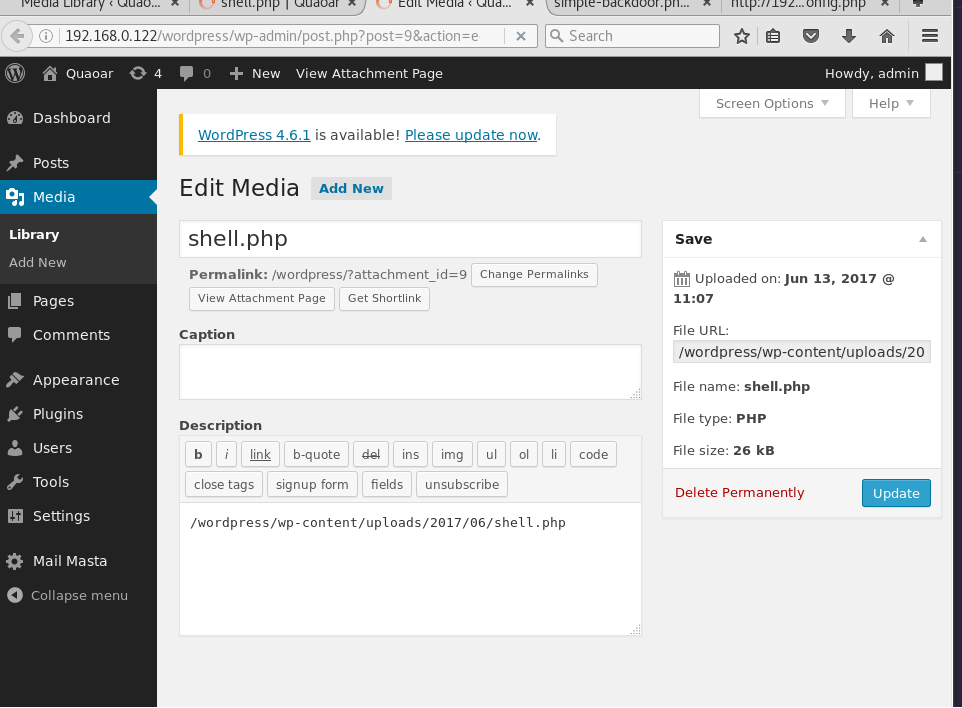 Media Library ‹ Quao... × shell.php | Quaoar × Edit Media ‹ Qua... × simple-backdoor.ph... × http://192...onfig.php ×
192.168.0.122/wordpress/wp-admin/post.php?post=9&action=e Search
Quaoar 4 0 New View Attachment Page Howdy, admin
Screen Options Help
Dashboard
Posts
Media
Library
Add New
Pages
Comments
Appearance
Plugins
Users
Tools
Settings
Mail Masta
Collapse menu
WordPress 4.6.1 is available! Please update now.
Edit Media Add New
shell.php
Permalink: /wordpress/?attachment_id=9 Change Permalinks
View Attachment Page Get Shortlink
Caption
Description
b i link b-quote del ins img ul ol li code
close tags signup form fields unsubscribe
/wordpress/wp-content/uploads/2017/06/shell.php
Save
Uploaded on: Jun 13, 2017 @
11:07
File URL:
/wordpress/wp-content/uploads/20
File name: shell.php
File type: PHP
File size: 26 kB
Delete Permanently Update